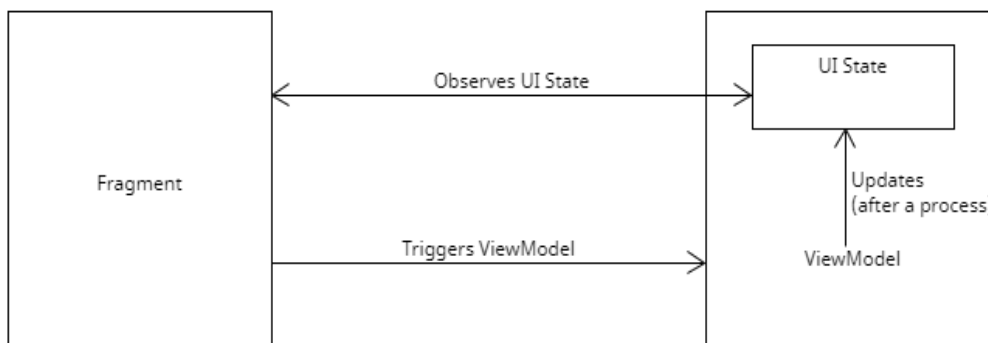 UI State
Observes UI State
Fragment
Updates
(after a process)
Triggers ViewModel
ViewModel